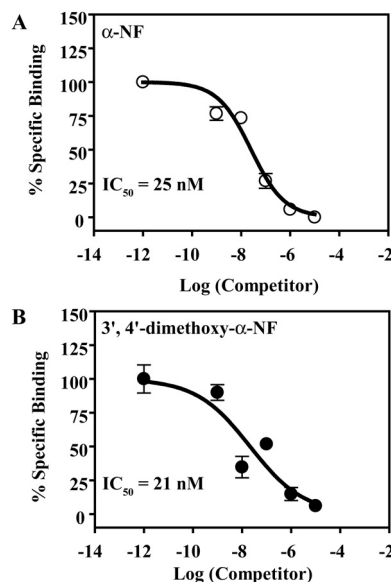 A
α-NF
150
125
100
75
50
25
0
% Specific Binding
IC50 = 25 nM
-14 -12 -10 -8 -6 -4 -2
Log (Competitor)
B
3', 4'-dimethoxy-α-NF
150
125
100
75
50
25
0
% Specific Binding
IC50 = 21 nM
-14 -12 -10 -8 -6 -4 -2
Log (Competitor)